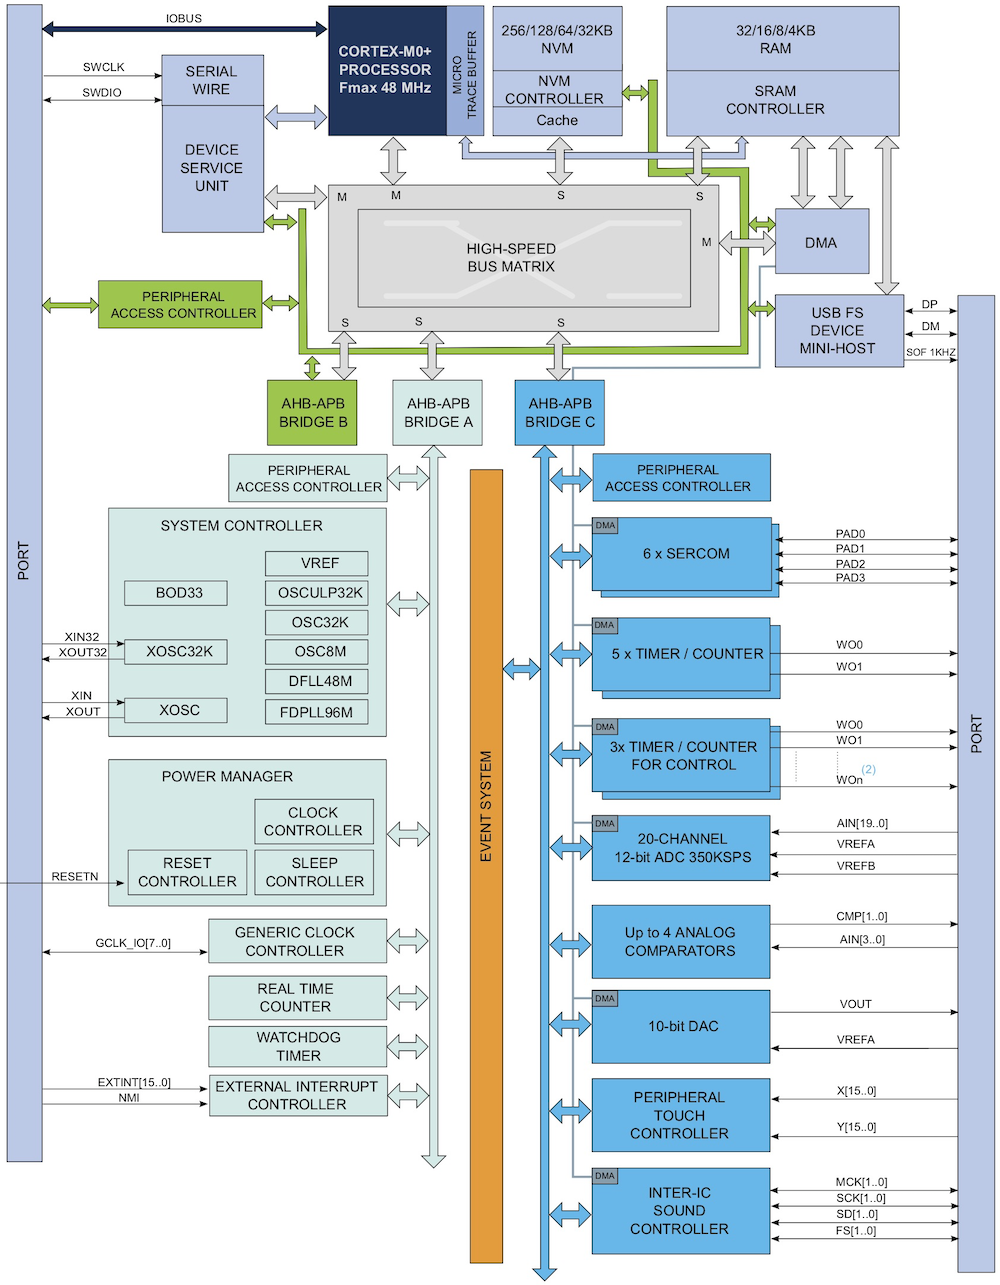 IOBUS
SWCLK
SWDIO
SERIAL
WIRE
DEVICE
SERVICE
UNIT
CORTEX-M0+
PROCESSOR
Fmax 48 MHz
MICRO
TRACE BUFFER
256/128/64/32KB
NVM
NVM
CONTROLLER
Cache
32/16/8/4KB
RAM
SRAM
CONTROLLER
M
M
S
S
M
HIGH-SPEED
BUS MATRIX
S
S
S
DMA
USB FS
DEVICE
MINI-HOST
DP
DM
SOF 1KHZ
PERIPHERAL
ACCESS CONTROLLER
AHB-APB
BRIDGE B
AHB-APB
BRIDGE A
AHB-APB
BRIDGE C
PORT
PERIPHERAL
ACCESS CONTROLLER
SYSTEM CONTROLLER
VREF
BOD33
OSCULP32K
OSC32K
XOSC32K
OSC8M
DFLL48M
XOSC
FDPLL96M
XIN32
XOUT32
XIN
XOUT
POWER MANAGER
CLOCK
CONTROLLER
RESET
CONTROLLER
SLEEP
CONTROLLER
RESETN
GENERIC CLOCK
CONTROLLER
GCLK_IO[7..0]
REAL TIME
COUNTER
WATCHDOG
TIMER
EXTERNAL INTERRUPT
CONTROLLER
EXTINT[15..0]
NMI
EVENT SYSTEM
PERIPHERAL
ACCESS CONTROLLER
DMA
6 x SERCOM
PAD0
PAD1
PAD2
PAD3
DMA
5 x TIMER / COUNTER
WO0
WO1
DMA
3x TIMER / COUNTER
FOR CONTROL
WO0
WO1
(2)
WOn
DMA
20-CHANNEL
12-bit ADC 350KSPS
AIN[19..0]
VREFA
VREFB
Up to 4 ANALOG
COMPARATORS
CMP[1..0]
AIN[3..0]
DMA
10-bit DAC
VOUT
VREFA
PERIPHERAL
TOUCH
CONTROLLER
X[15..0]
Y[15..0]
DMA
INTER-IC
SOUND
CONTROLLER
MCK[1..0]
SCK[1..0]
SD[1..0]
FS[1..0]
PORT